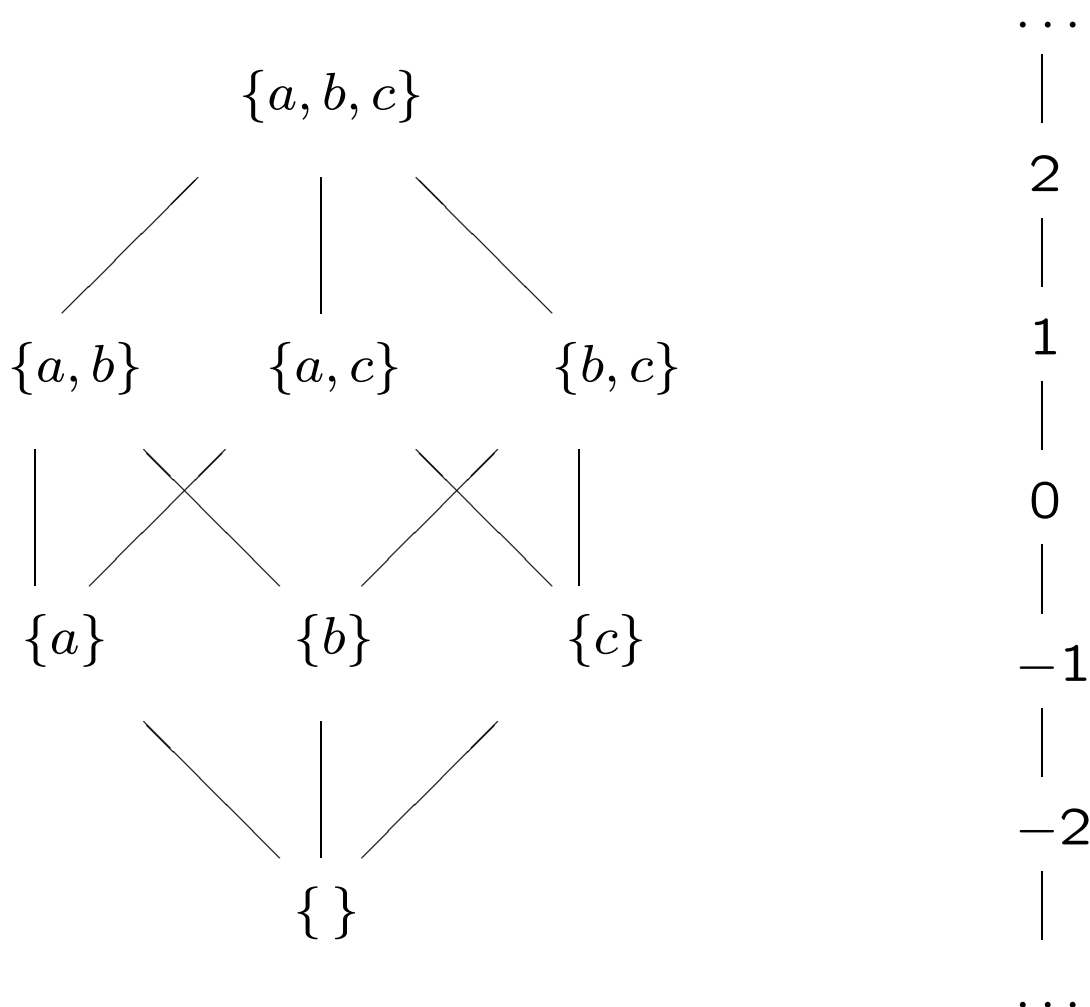 ...
{a, b, c}
2
{a, b} {a, c} {b, c}
1
0
{a} {b} {c}
−1
−2
{ }
...